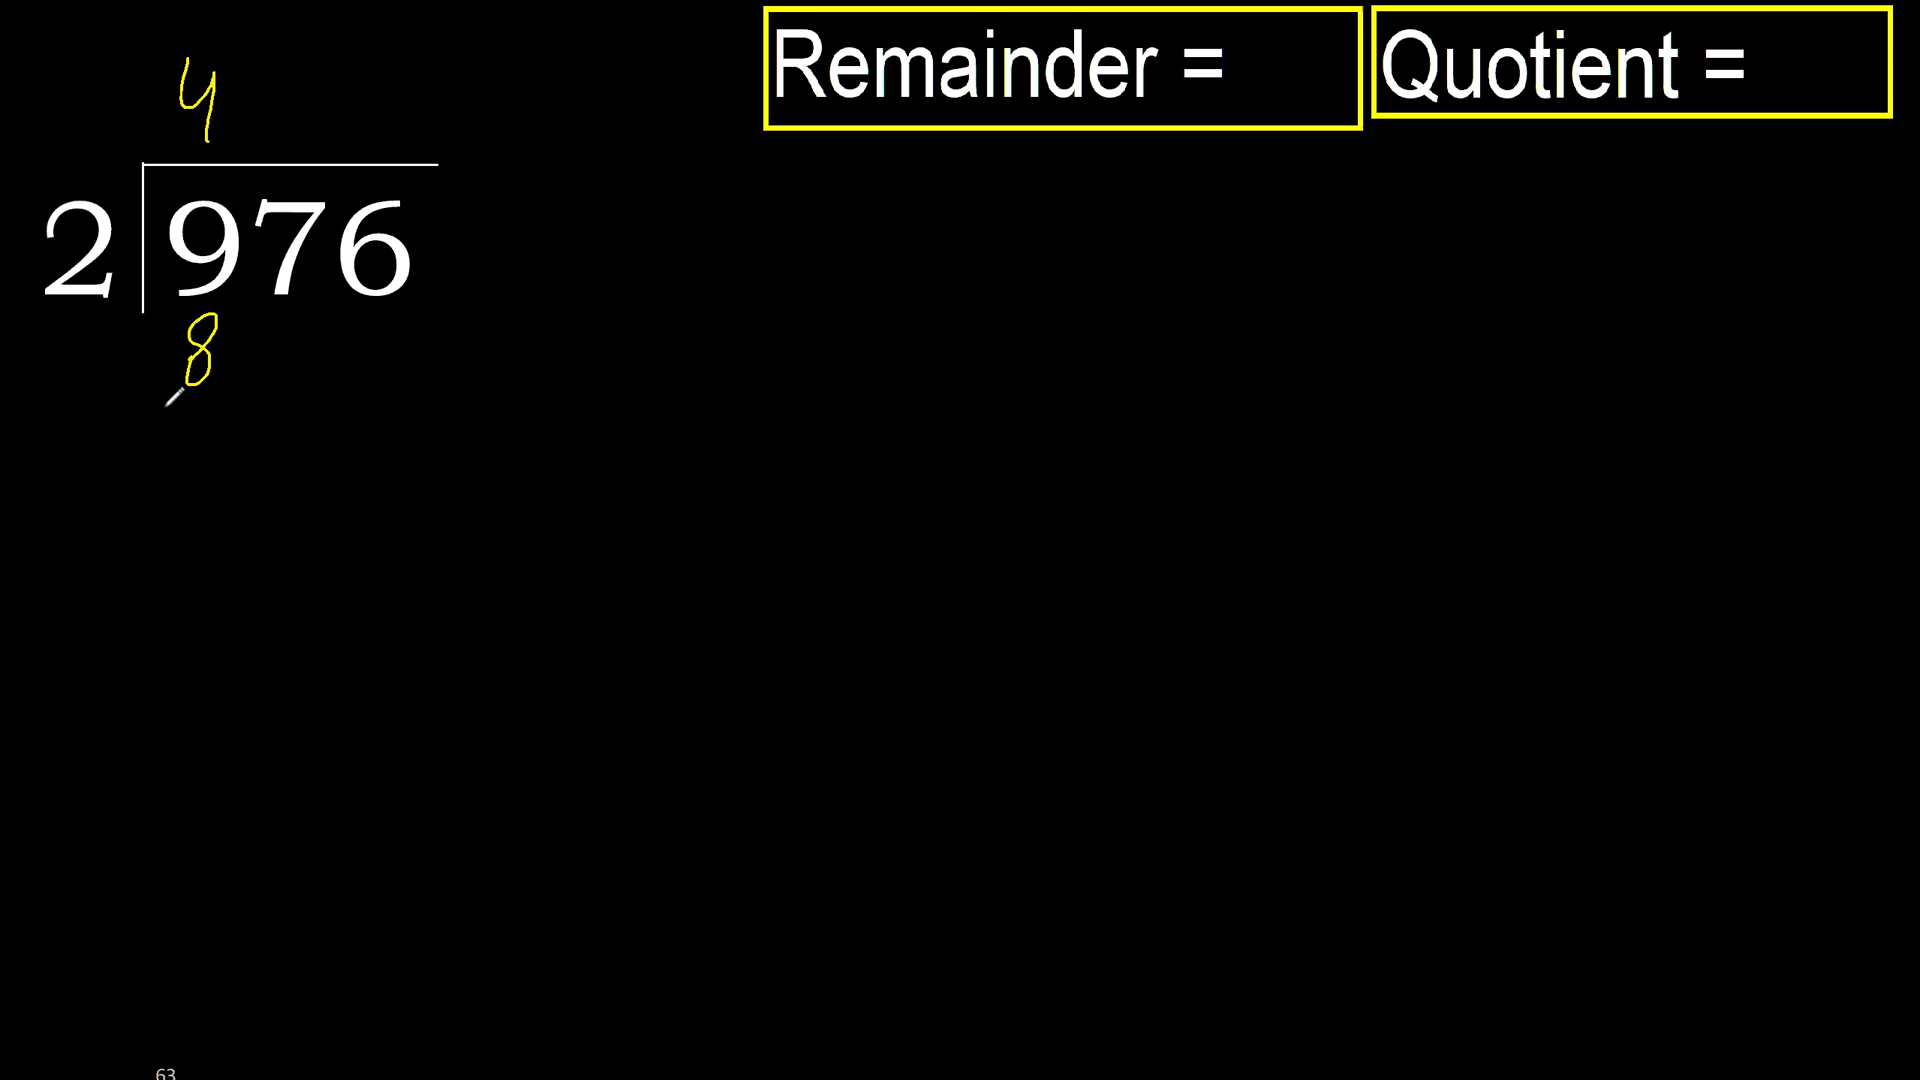 4
Remainder =
Quotient =
2 976
8
63